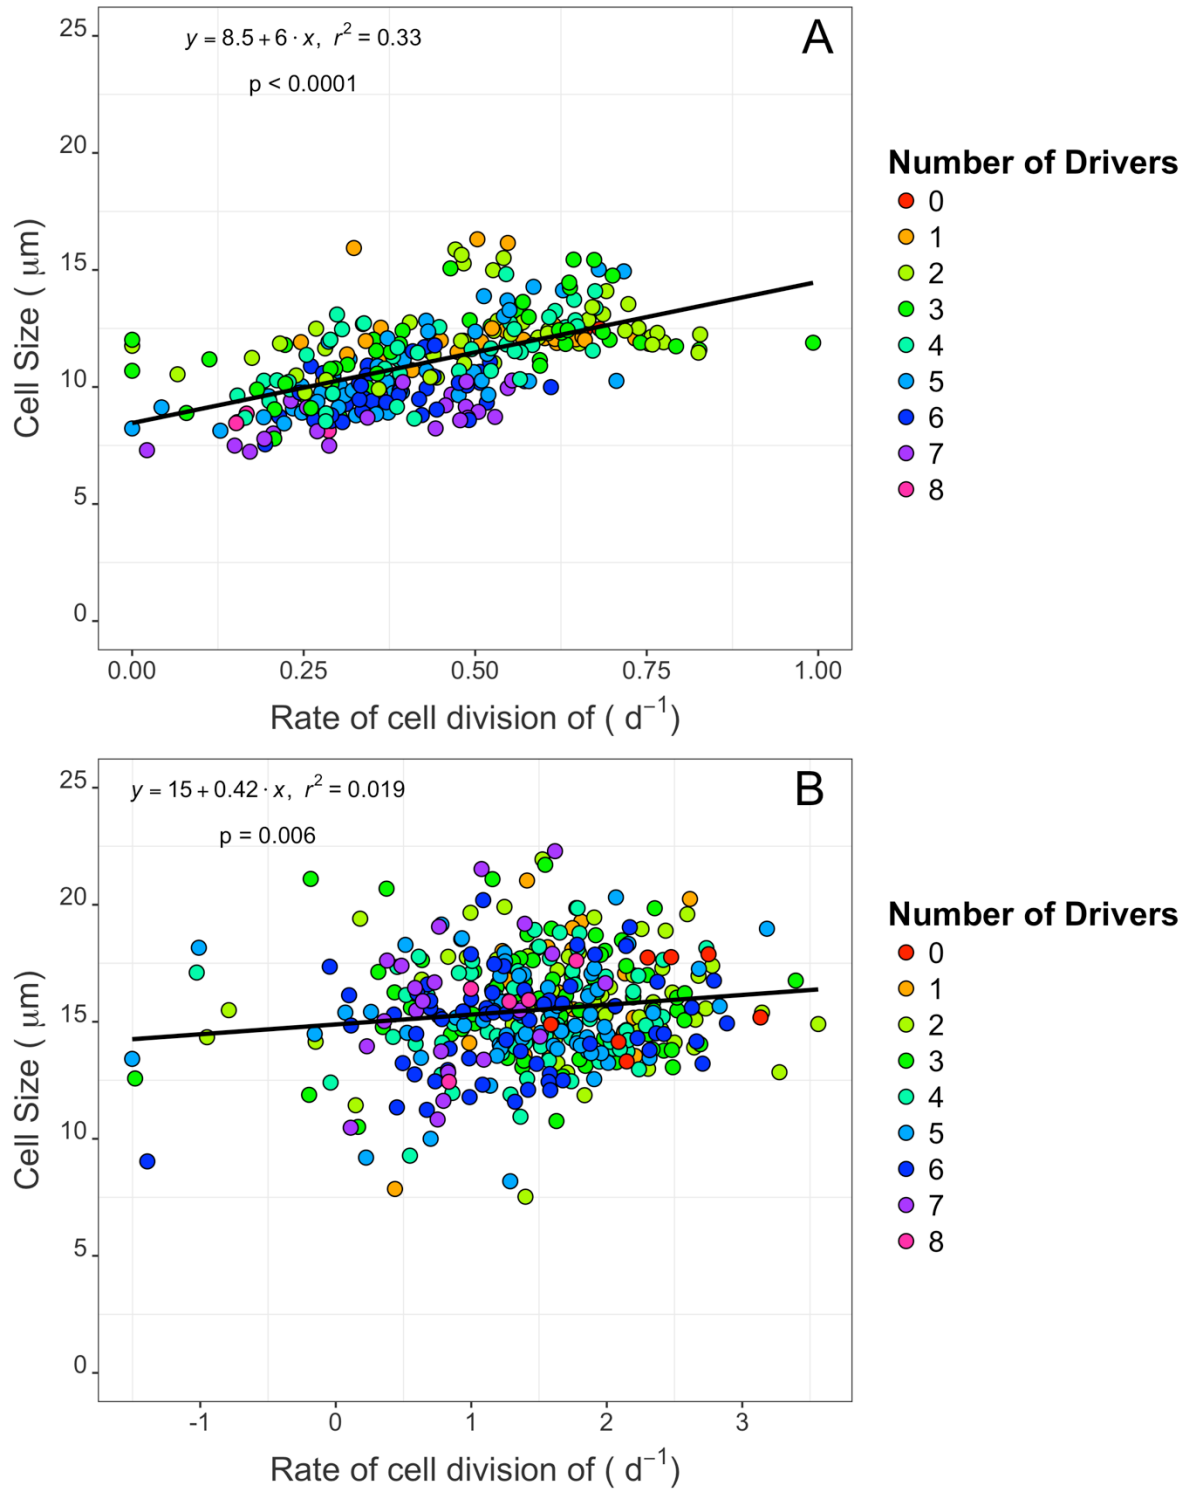 y = 8.5 + 6 · x, r² = 0.33
A
p < 0.0001
25
20
15
10
5
0
Cell Size ( μm)
0.00 0.25 0.50 0.75 1.00
Rate of cell division of ( d⁻¹)
Number of Drivers
0
1
2
3
4
5
6
7
8
y = 15 + 0.42 · x, r² = 0.019
B
p = 0.006
25
20
15
10
5
0
Cell Size ( μm)
-1 0 1 2 3
Rate of cell division of ( d⁻¹)
Number of Drivers
0
1
2
3
4
5
6
7
8